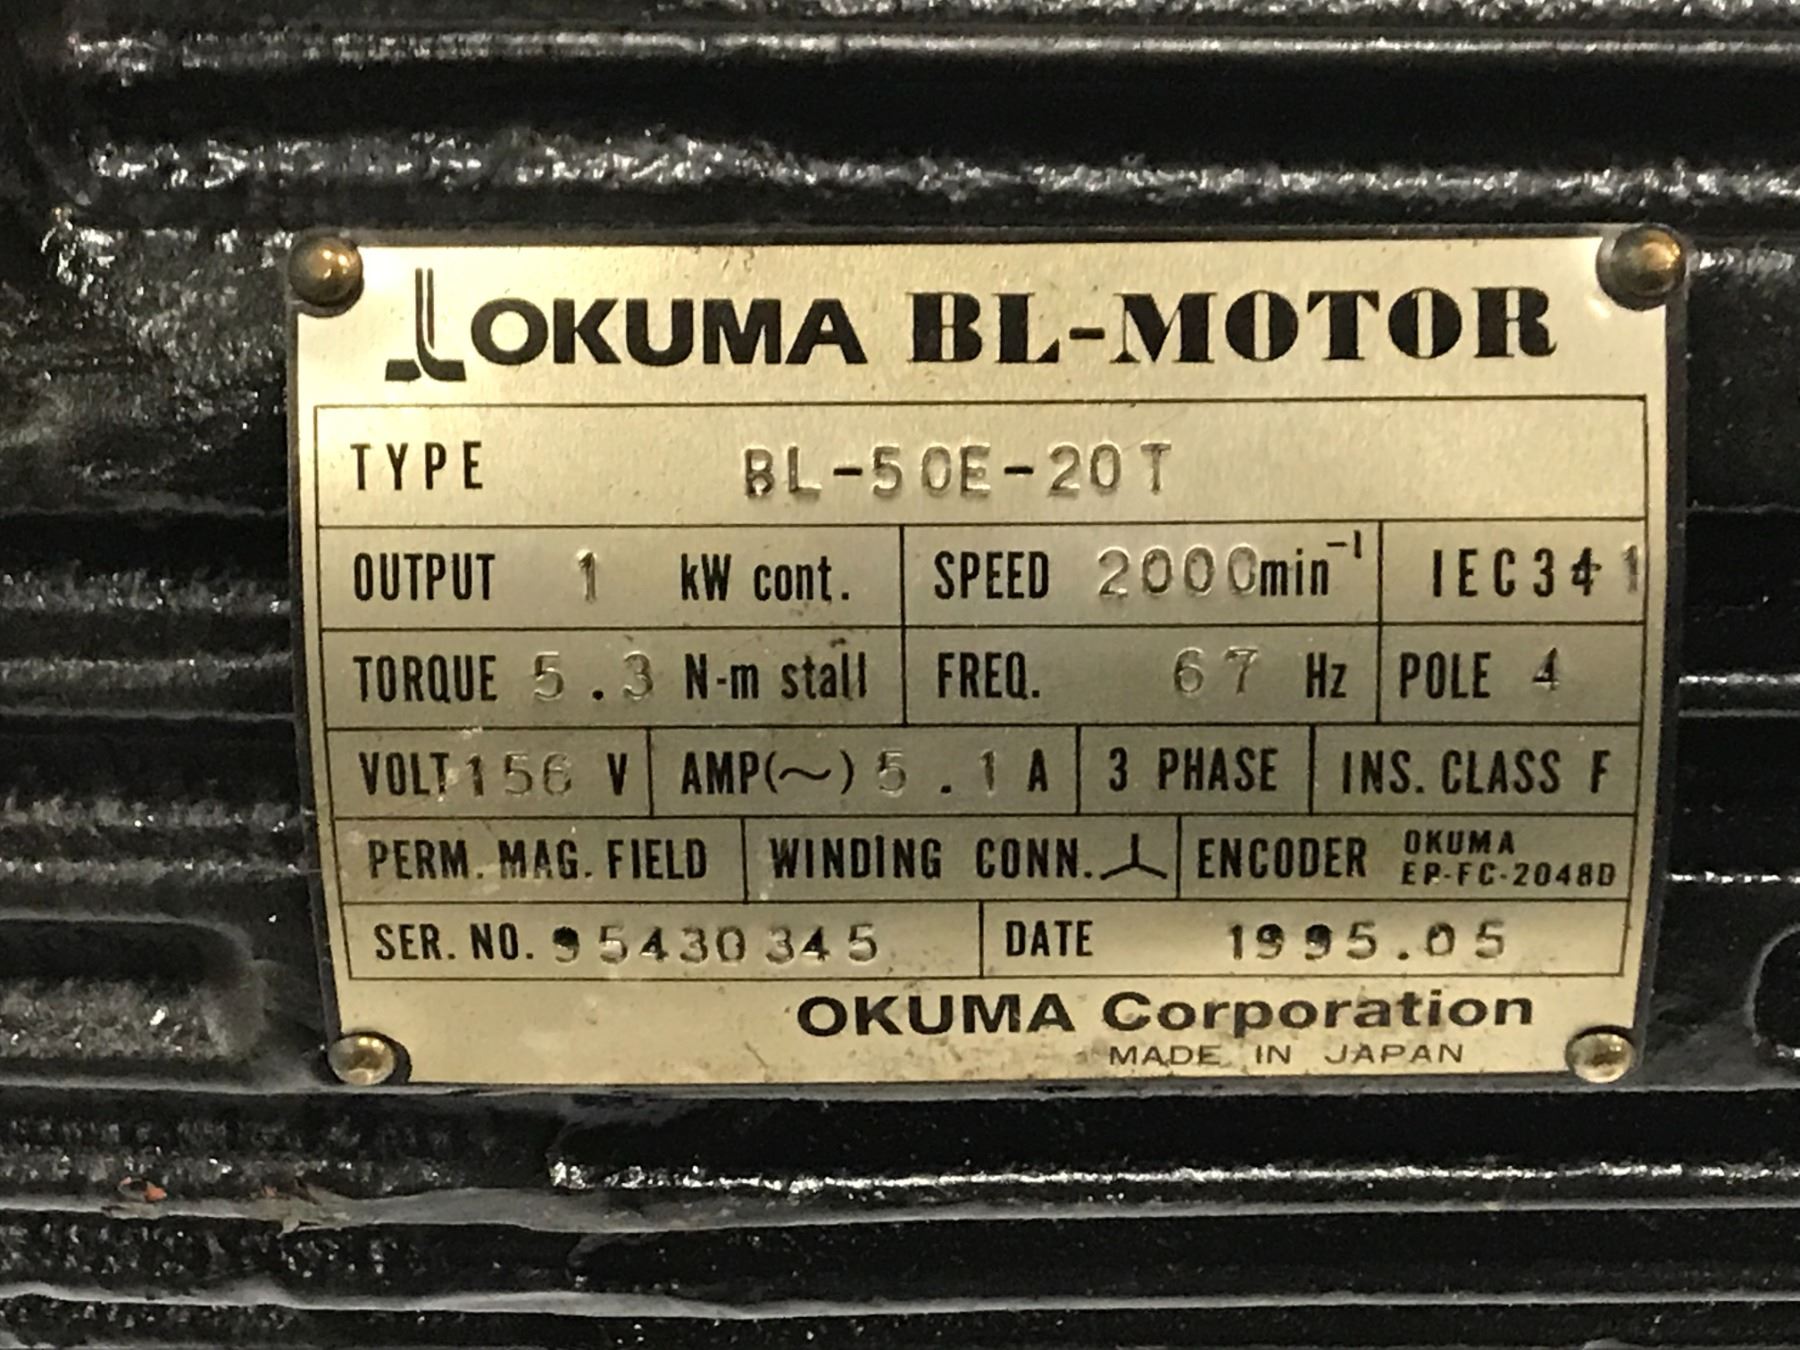 OKUMA BL-MOTOR
TYPE BL-50E-20T
OUTPUT 1 kW cont. SPEED 2000min⁻¹ IEC34-1
TORQUE 5.3 N-m stall FREQ. 67 Hz POLE 4
VOLT 156 V AMP(~) 5.1 A 3 PHASE INS. CLASS F
PERM. MAG. FIELD WINDING CONN. ENCODER OKUMA
EP-FC-2048D
SER. NO. 95430345 DATE 1995.05
OKUMA Corporation
MADE IN JAPAN